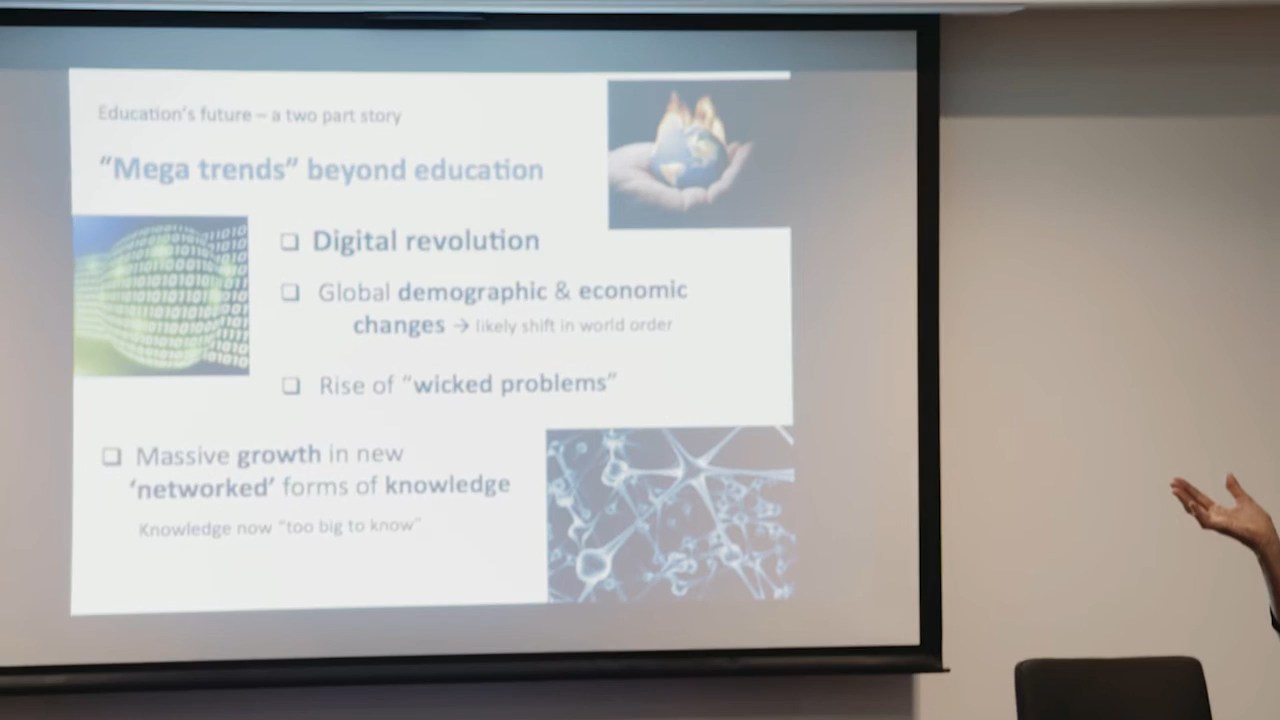 Education's future – a two part story
“Mega trends” beyond education
❑ Digital revolution
❑ Global demographic & economic
changes → likely shift in world order
❑ Rise of “wicked problems”
❑ Massive growth in new
‘networked’ forms of knowledge
Knowledge now “too big to know”